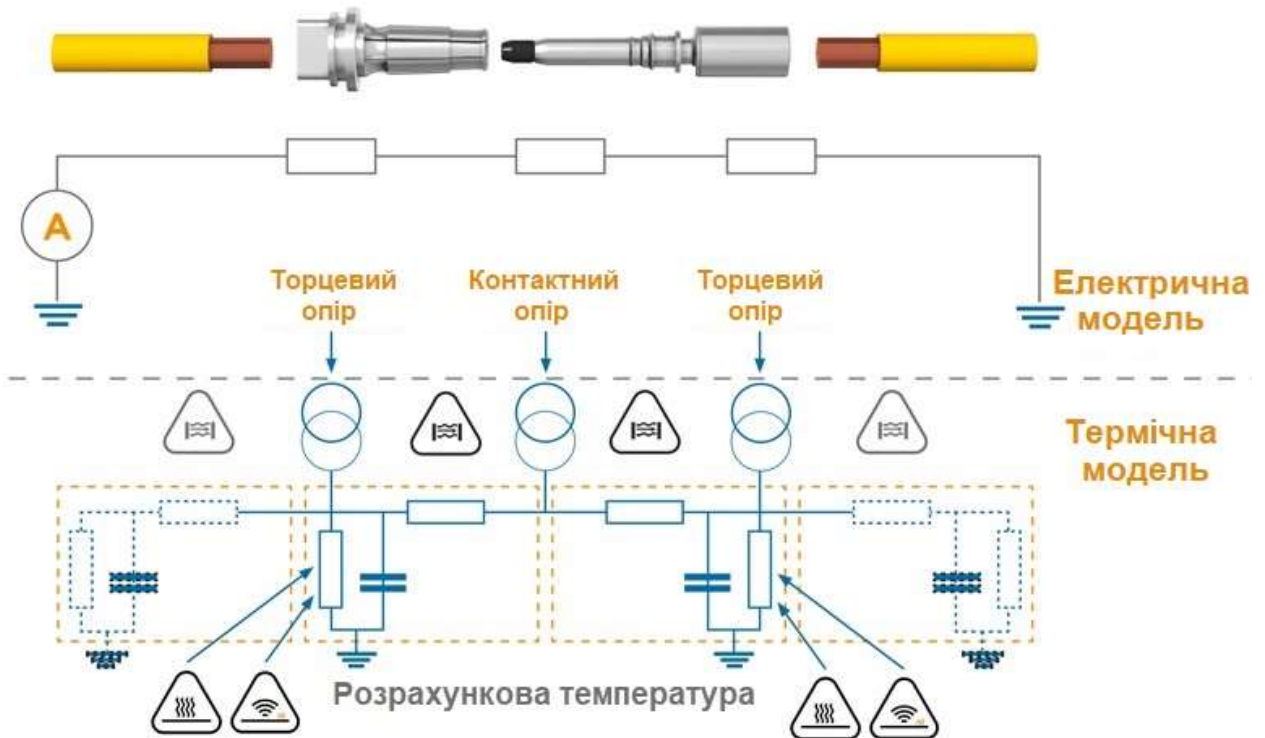 A
Торцевий
опір
Контактний
опір
Торцевий
опір
Електрична
модель
Термічна
модель
Розрахункова температура